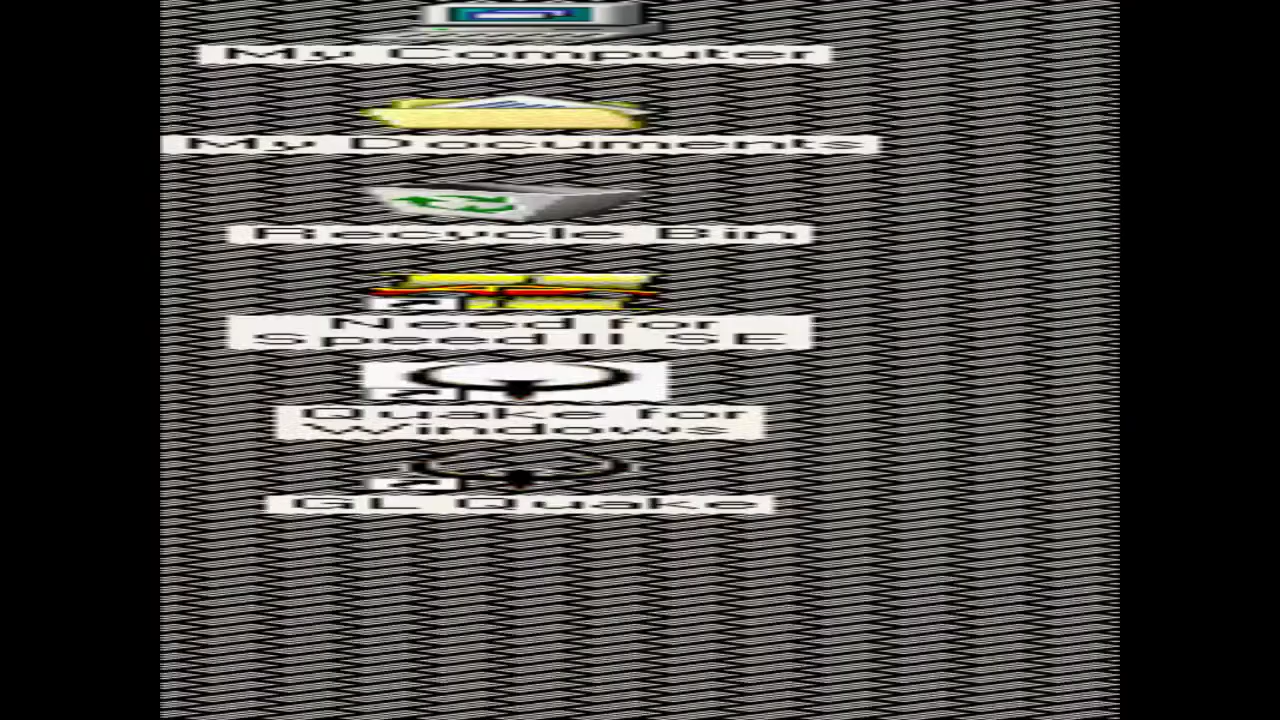 My Computer
My Documents
Recycle Bin
Need for
Speed II SE
Quake for
Windows
GL Quake